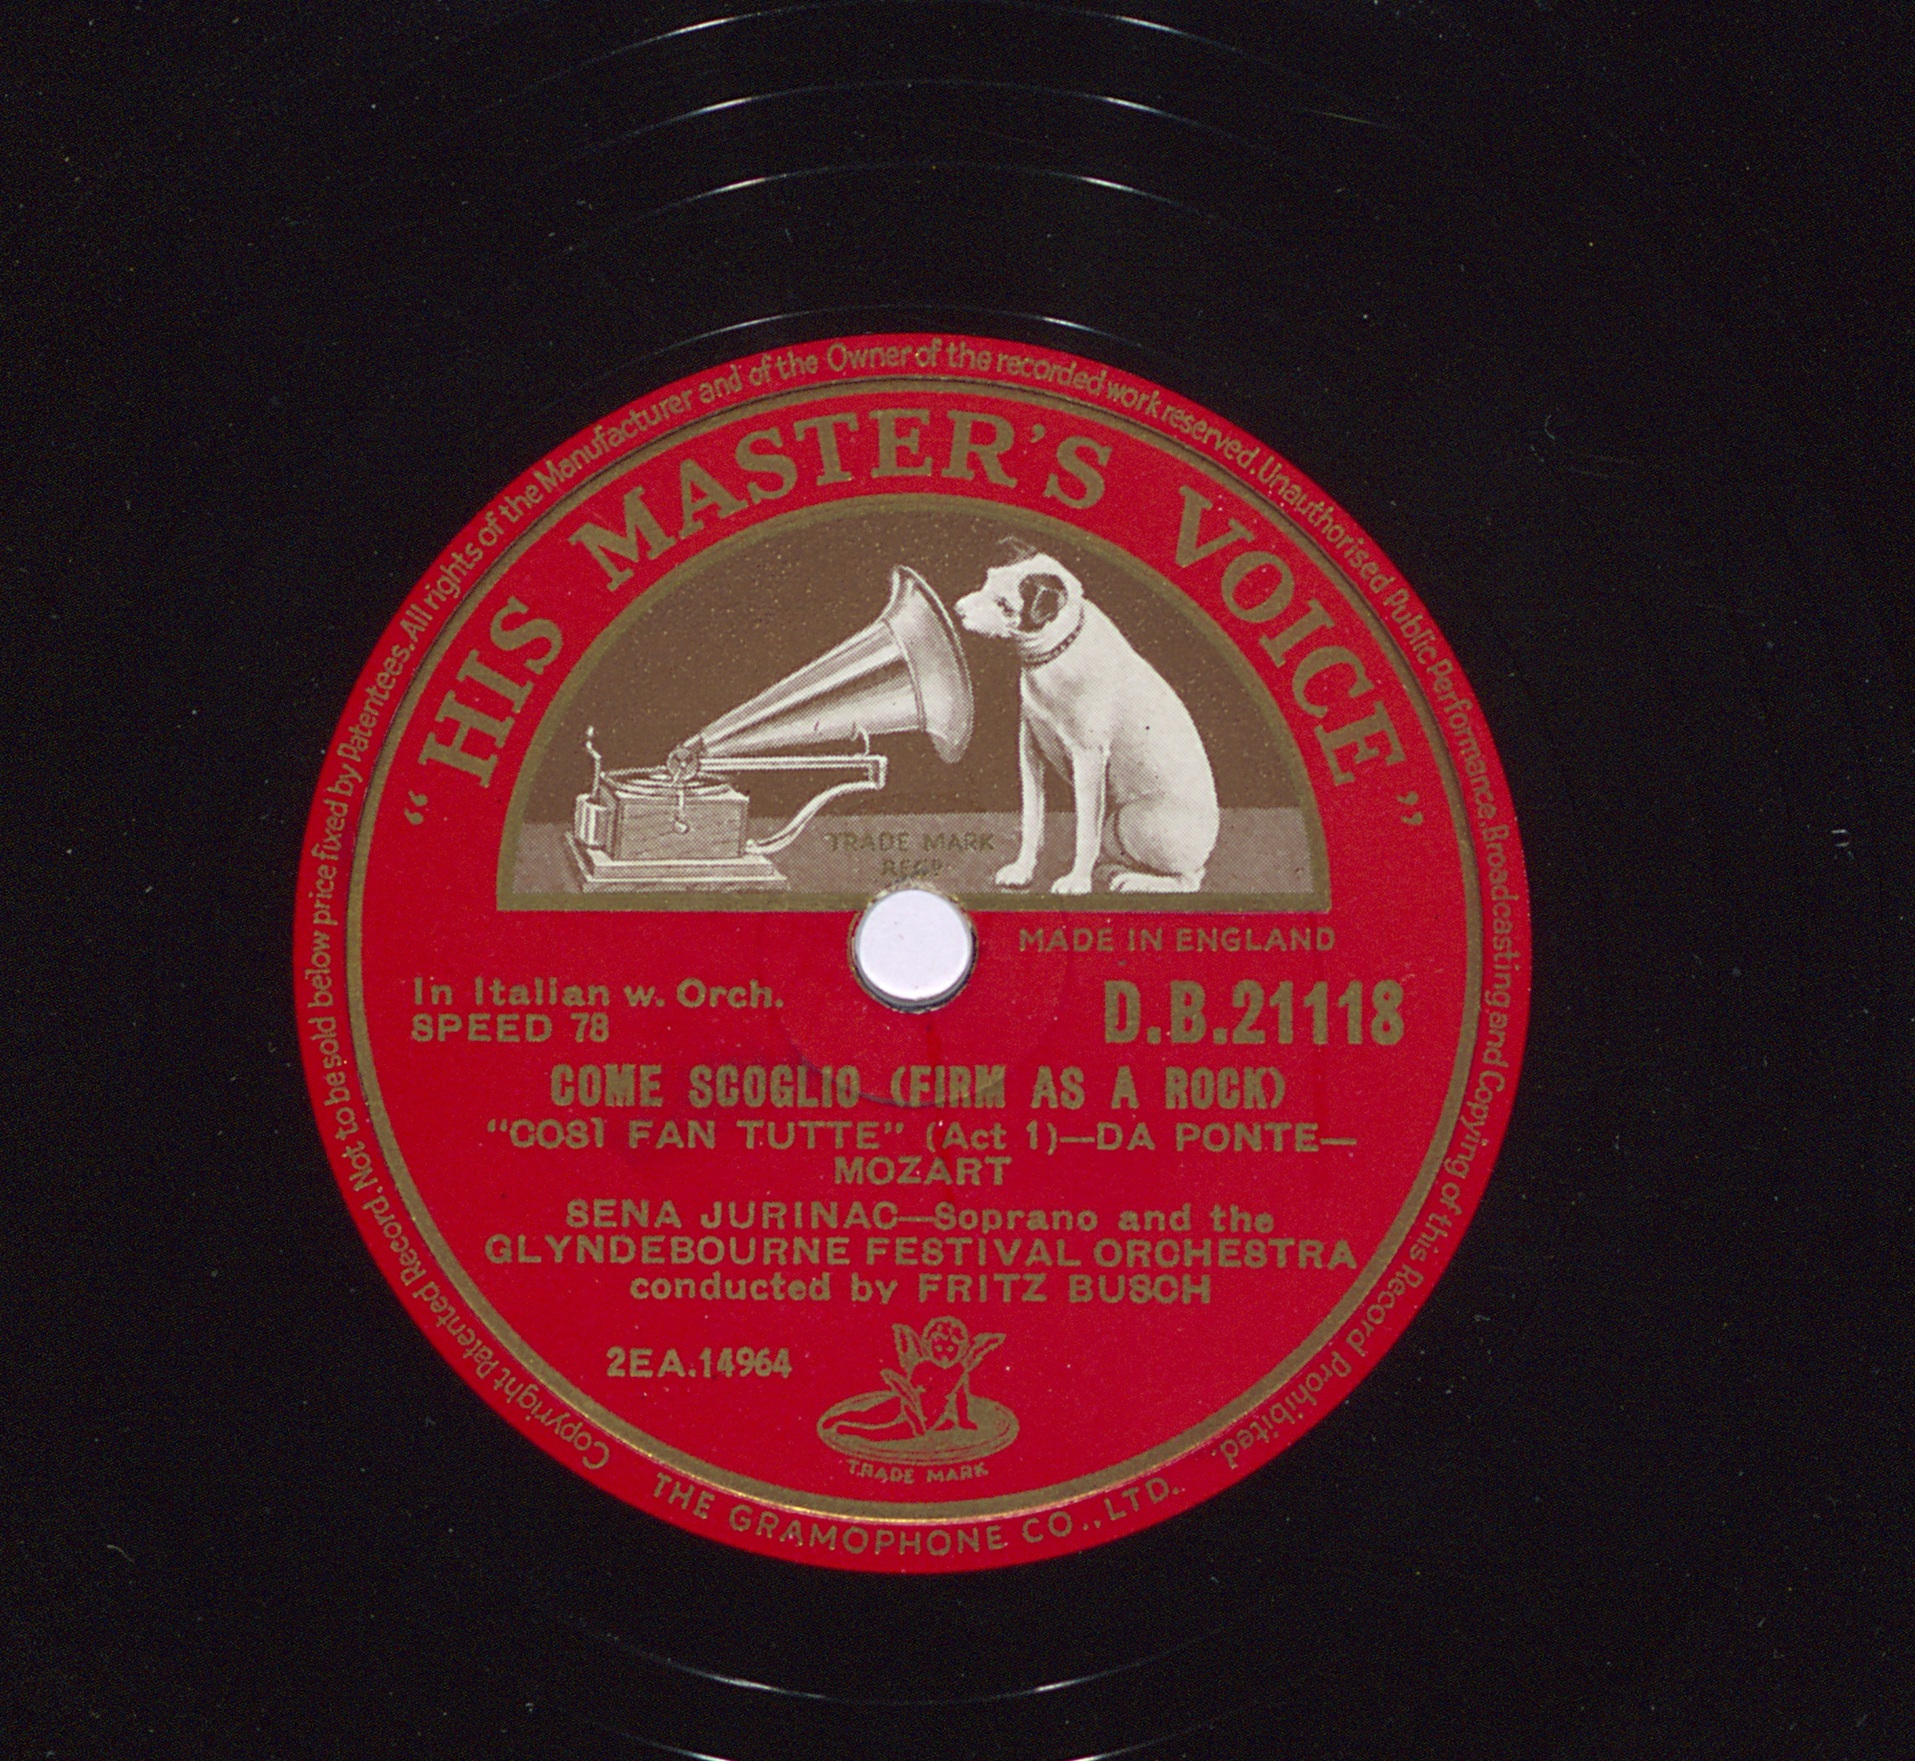 Copyright Patented Record. Not to be sold below price fixed by Patentees. All rights of the Manufacturer and of the Owner of the recorded work reserved. Unauthorised Public Performance, Broadcasting and Copying of this Record Prohibited.
“HIS MASTER'S VOICE”
TRADE MARK
REGD.
MADE IN ENGLAND
In Italian w. Orch.
SPEED 78
D.B.21118
COME SCOGLIO (FIRM AS A ROCK)
“COSÌ FAN TUTTE” (Act 1)—DA PONTE—
MOZART
SENA JURINAC—Soprano and the
GLYNDEBOURNE FESTIVAL ORCHESTRA
conducted by FRITZ BUSCH
2EA.14964
TRADE MARK
THE GRAMOPHONE CO., LTD.